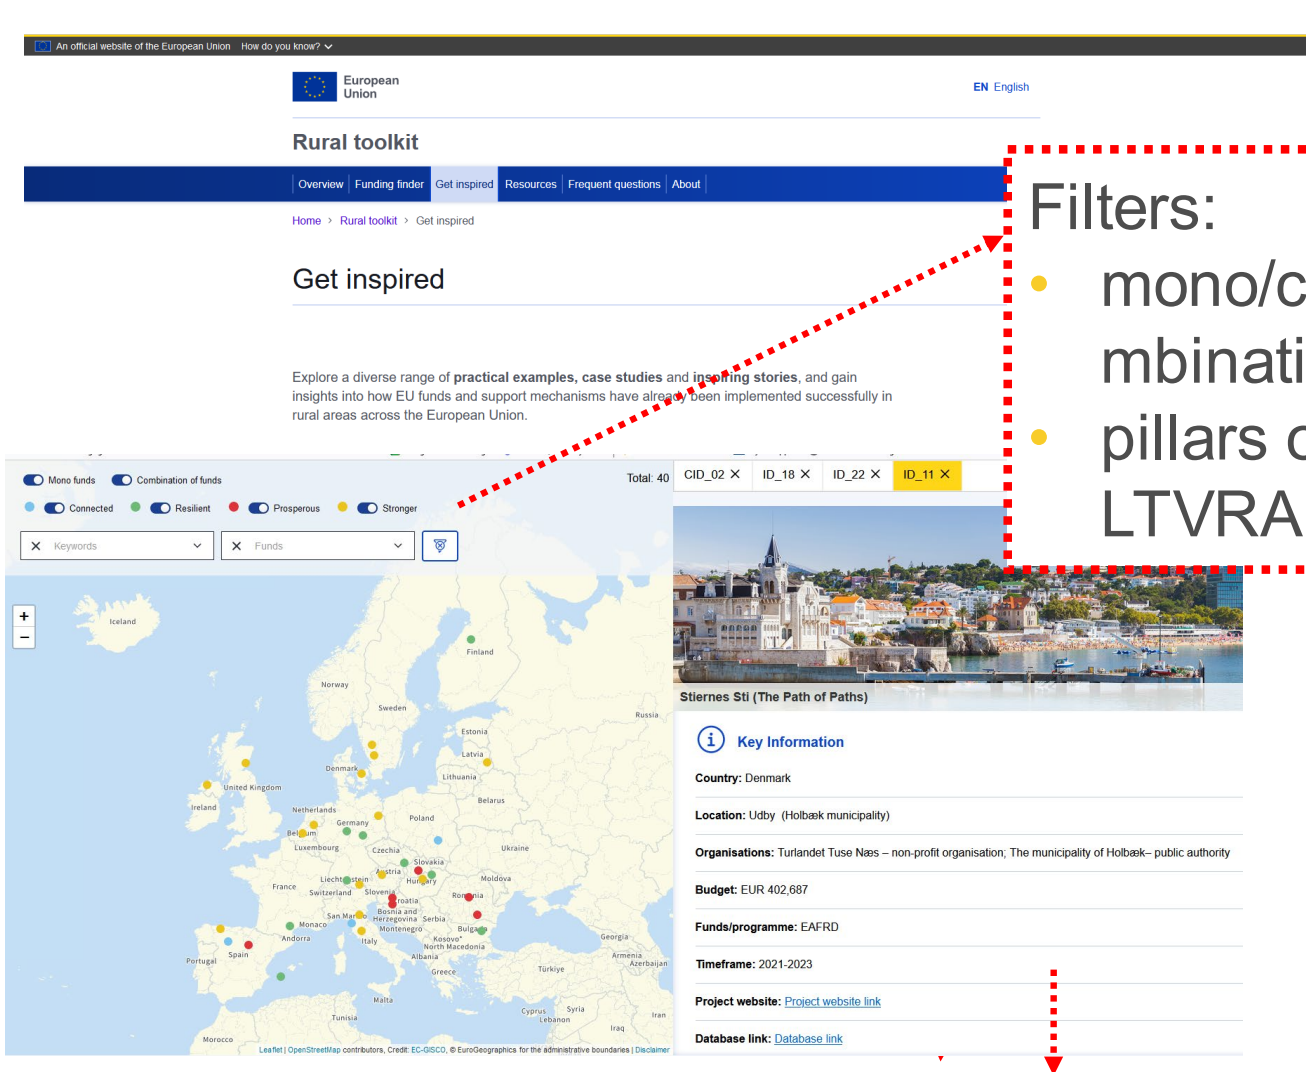 An official website of the European Union How do you know?
European
Union
EN English
Rural toolkit
Overview Funding finder Get inspired Resources Frequent questions About
Home > Rural toolkit > Get inspired
Get inspired
Explore a diverse range of practical examples, case studies and inspiring stories, and gain
insights into how EU funds and support mechanisms have already been implemented successfully in
rural areas across the European Union.
Filters:
• mono/c
mbinati
• pillars
LTVRA
Mono funds Combination of funds
Total: 40
Connected Resilient Prosperous Stronger
Keywords Funds
CID_02 X ID_18 X ID_22 X ID_11 X
+
−
Iceland
Finland
Norway
Sweden
Russia
Estonia
Latvia
Denmark
Lithuania
United Kingdom
Ireland
Belarus
Netherlands
Germany
Poland
Belgium
Luxembourg
Czechia
Ukraine
Slovakia
Austria
Liechtenstein
Hungary
Moldova
France
Switzerland
Slovenia
Croatia
Romania
San Marino
Bosnia and
Herzegovina
Serbia
Monaco
Montenegro
Bulgaria
Andorra
Italy
Kosovo*
North Macedonia
Georgia
Spain
Portugal
Albania
Armenia
Azerbaijan
Greece
Türkiye
Malta
Tunisia
Cyprus
Syria
Lebanon
Iran
Iraq
Morocco
Leaflet | OpenStreetMap contributors, Credit: EC-GISCO, © EuroGeographics for the administrative boundaries | Disclaimer
Stiernes Sti (The Path of Paths)
Key Information
Country: Denmark
Location: Udby (Holbæk municipality)
Organisations: Turlandet Tuse Næs – non-profit organisation; The municipality of Holbæk– public authority
Budget: EUR 402,687
Funds/programme: EAFRD
Timeframe: 2021-2023
Project website: Project website link
Database link: Database link